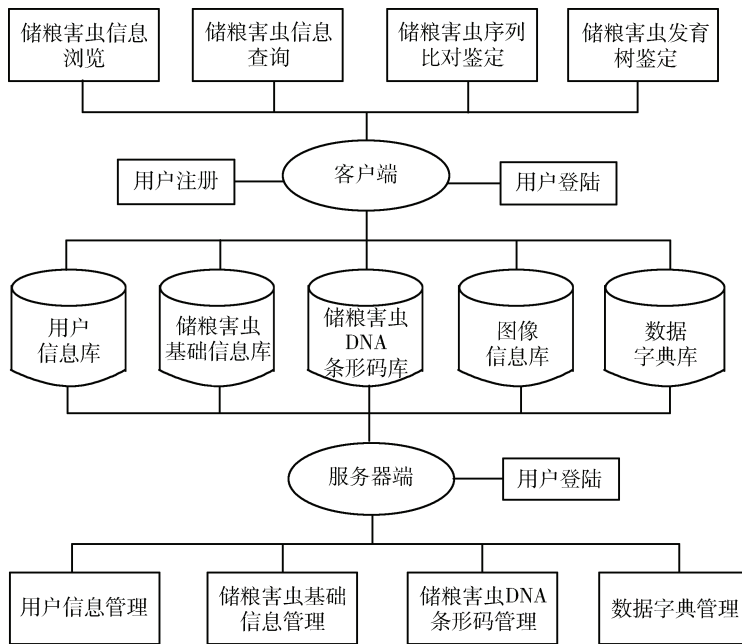 储粮害虫信息
浏览
储粮害虫信息
查询
储粮害虫序列
比对鉴定
储粮害虫发育
树鉴定
用户注册
客户端
用户登陆
用户
信息库
储粮害虫
基础信息库
储粮害虫
DNA
条形码库
图像
信息库
数据
字典库
服务器端
用户登陆
用户信息管理
储粮害虫基础
信息管理
储粮害虫DNA
条形码管理
数据字典管理